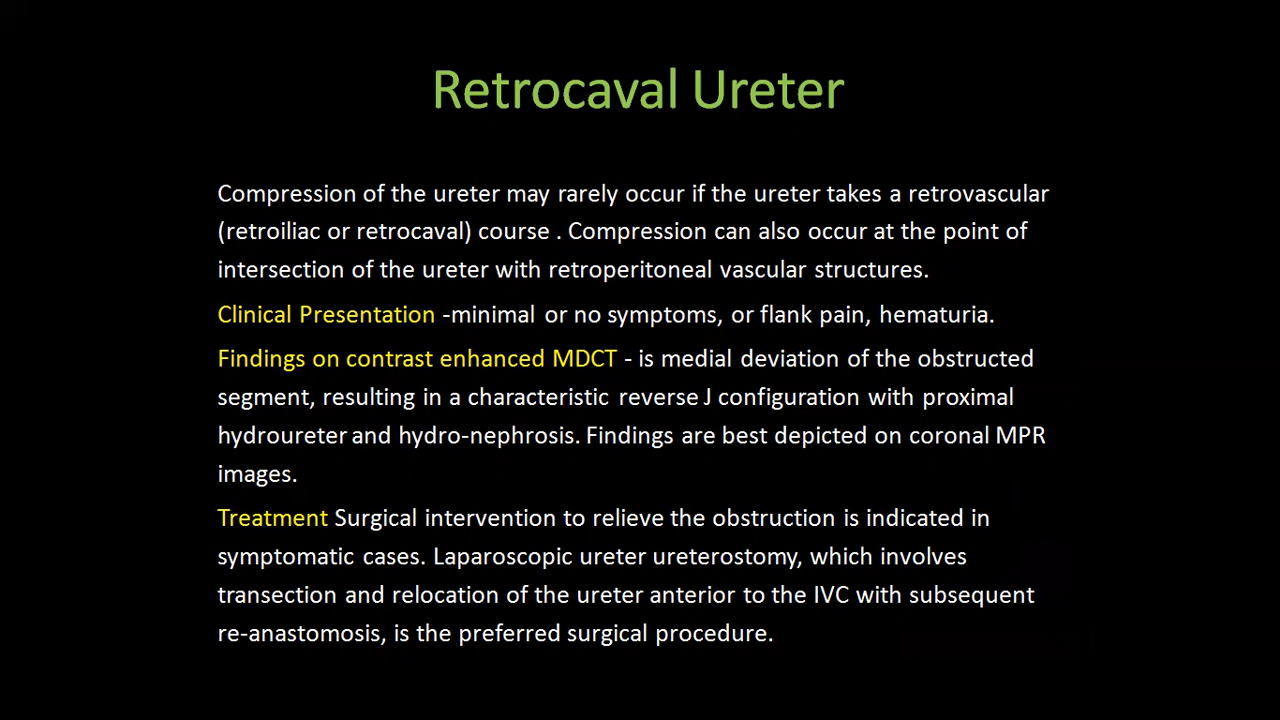 Retrocaval Ureter
Compression of the ureter may rarely occur if the ureter takes a retrovascular
(retroiliac or retrocaval) course . Compression can also occur at the point of
intersection of the ureter with retroperitoneal vascular structures.
Clinical Presentation -minimal or no symptoms, or flank pain, hematuria.
Findings on contrast enhanced MDCT - is medial deviation of the obstructed
segment, resulting in a characteristic reverse J configuration with proximal
hydroureter and hydro-nephrosis. Findings are best depicted on coronal MPR
images.
Treatment Surgical intervention to relieve the obstruction is indicated in
symptomatic cases. Laparoscopic ureter ureterostomy, which involves
transection and relocation of the ureter anterior to the IVC with subsequent
re-anastomosis, is the preferred surgical procedure.